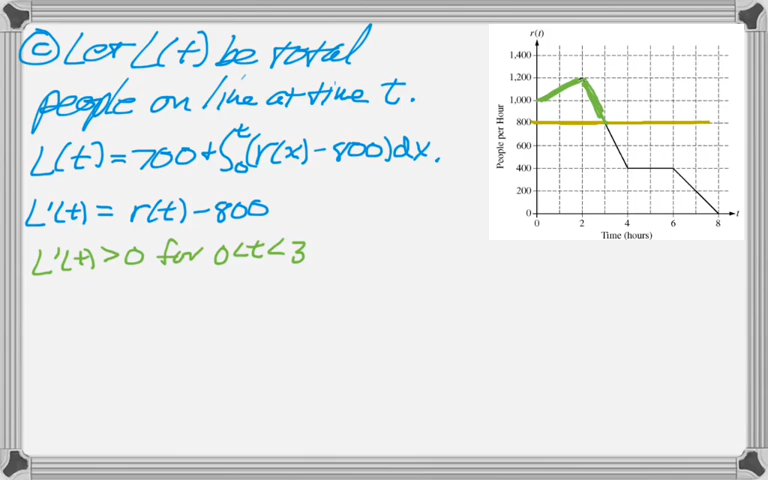 ⓒ Let L(t) be total
people on line at time t.
L(t) = 700 + ∫₀ᵗ (r(x) − 800) dx.
L'(t) = r(t) − 800
L'(t) > 0 for 0 < t < 3
r(t)
1,400
1,200
1,000
800
600
400
200
0
People per Hour
0 2 4 6 8 t
Time (hours)